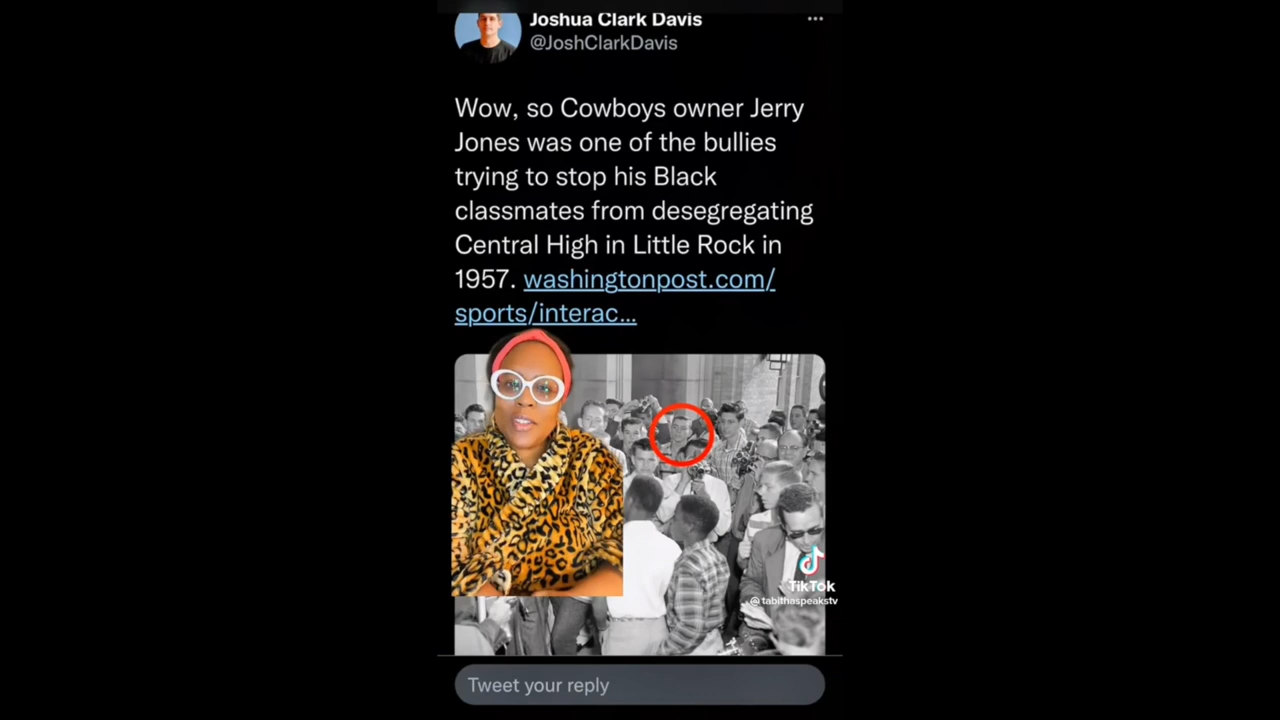 Joshua Clark Davis
@JoshClarkDavis
Wow, so Cowboys owner Jerry
Jones was one of the bullies
trying to stop his Black
classmates from desegregating
Central High in Little Rock in
1957. washingtonpost.com/
sports/interac...
TikTok
@tabithaspeakstv
Tweet your reply